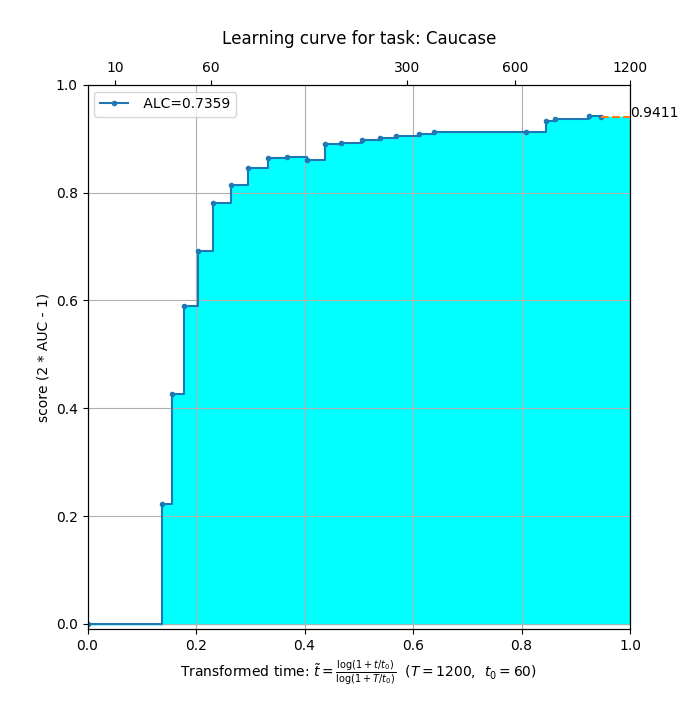 Learning curve for task: Caucase
10 60 300 600 1200
1.0
ALC=0.7359
0.9411
0.8
0.6
0.4
0.2
0.0
score (2 * AUC - 1)
0.0 0.2 0.4 0.6 0.8 1.0
Transformed time: t̃ = log(1 + t/t₀) / log(1 + T/t₀) (T = 1200, t₀ = 60)